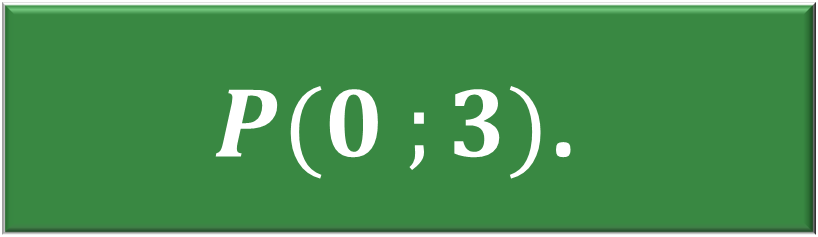 P(0 ; 3).